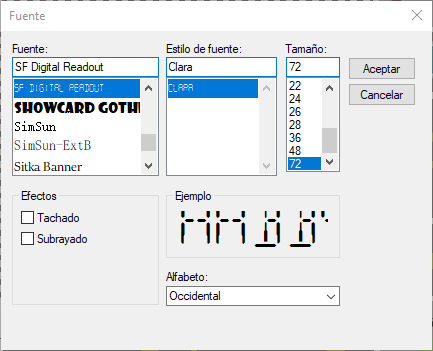 Fuente
Fuente:
SF Digital Readout
SF DIGITAL READOUT
SHOWCARD GOTHI
SimSun
SimSun-ExtB
Sitka Banner
Estilo de fuente:
Clara
CLARA
Tamaño:
72
22
24
26
28
36
48
72
Aceptar
Cancelar
Efectos
Tachado
Subrayado
Ejemplo
Alfabeto:
Occidental